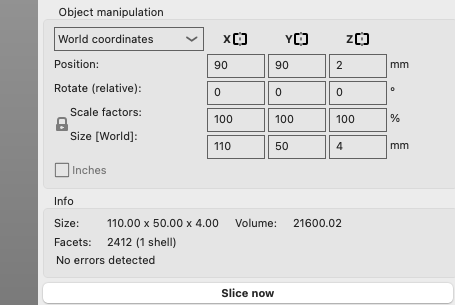 Object manipulation
World coordinates X Y Z
Position: 90 90 2 mm
Rotate (relative): 0 0 0 °
Scale factors: 100 100 100 %
Size [World]: 110 50 4 mm
Inches
Info
Size: 110.00 x 50.00 x 4.00 Volume: 21600.02
Facets: 2412 (1 shell)
No errors detected
Slice now